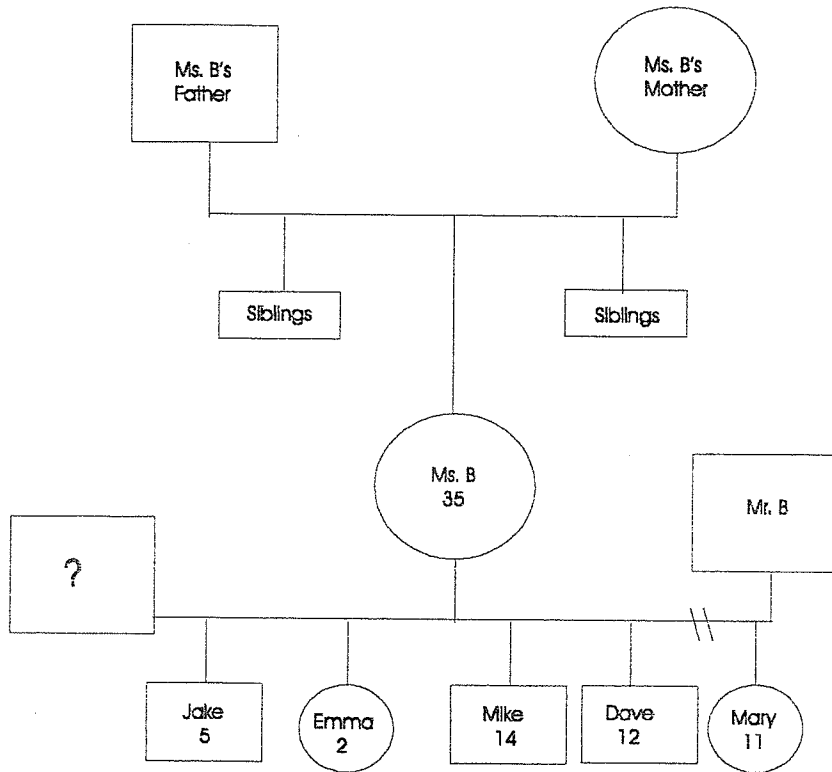 Ms. B's
Father
Ms. B's
Mother
Siblings
Siblings
Ms. B
35
Mr. B
?
Jake
5
Emma
2
Mike
14
Dave
12
Mary
11